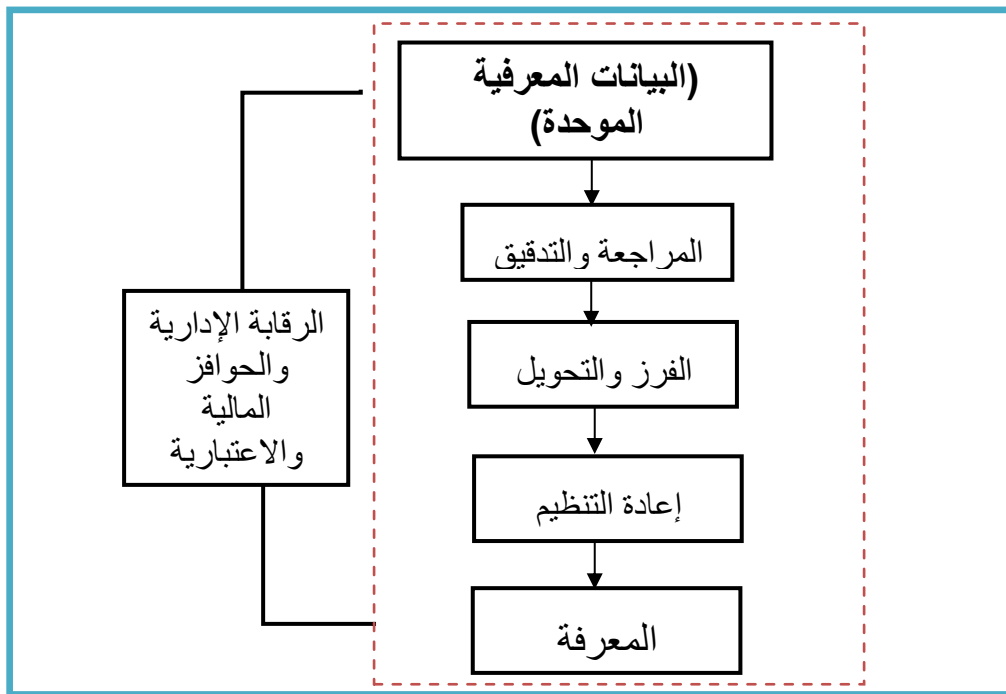 (البيانات المعرفية
الموحدة)
المراجعة والتدقيق
الفرز والتحويل
إعادة التنظيم
المعرفة
الرقابة الإدارية
والحوافز
المالية
والاعتبارية